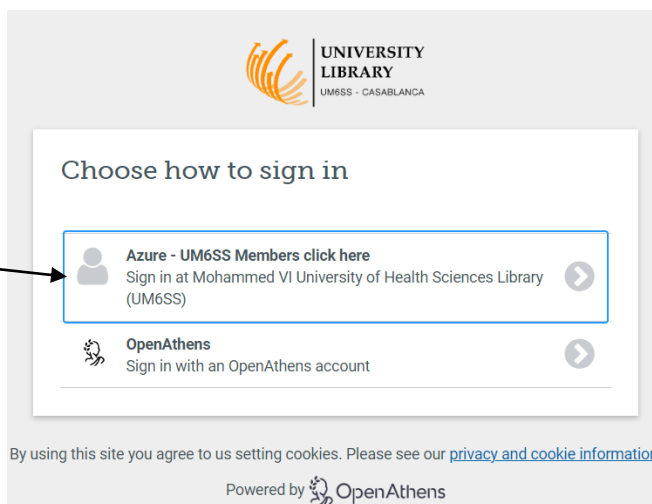 UNIVERSITY
LIBRARY
UM6SS - CASABLANCA
Choose how to sign in
Azure - UM6SS Members click here
Sign in at Mohammed VI University of Health Sciences Library
(UM6SS)
OpenAthens
Sign in with an OpenAthens account
By using this site you agree to us setting cookies. Please see our privacy and cookie information
Powered by OpenAthens